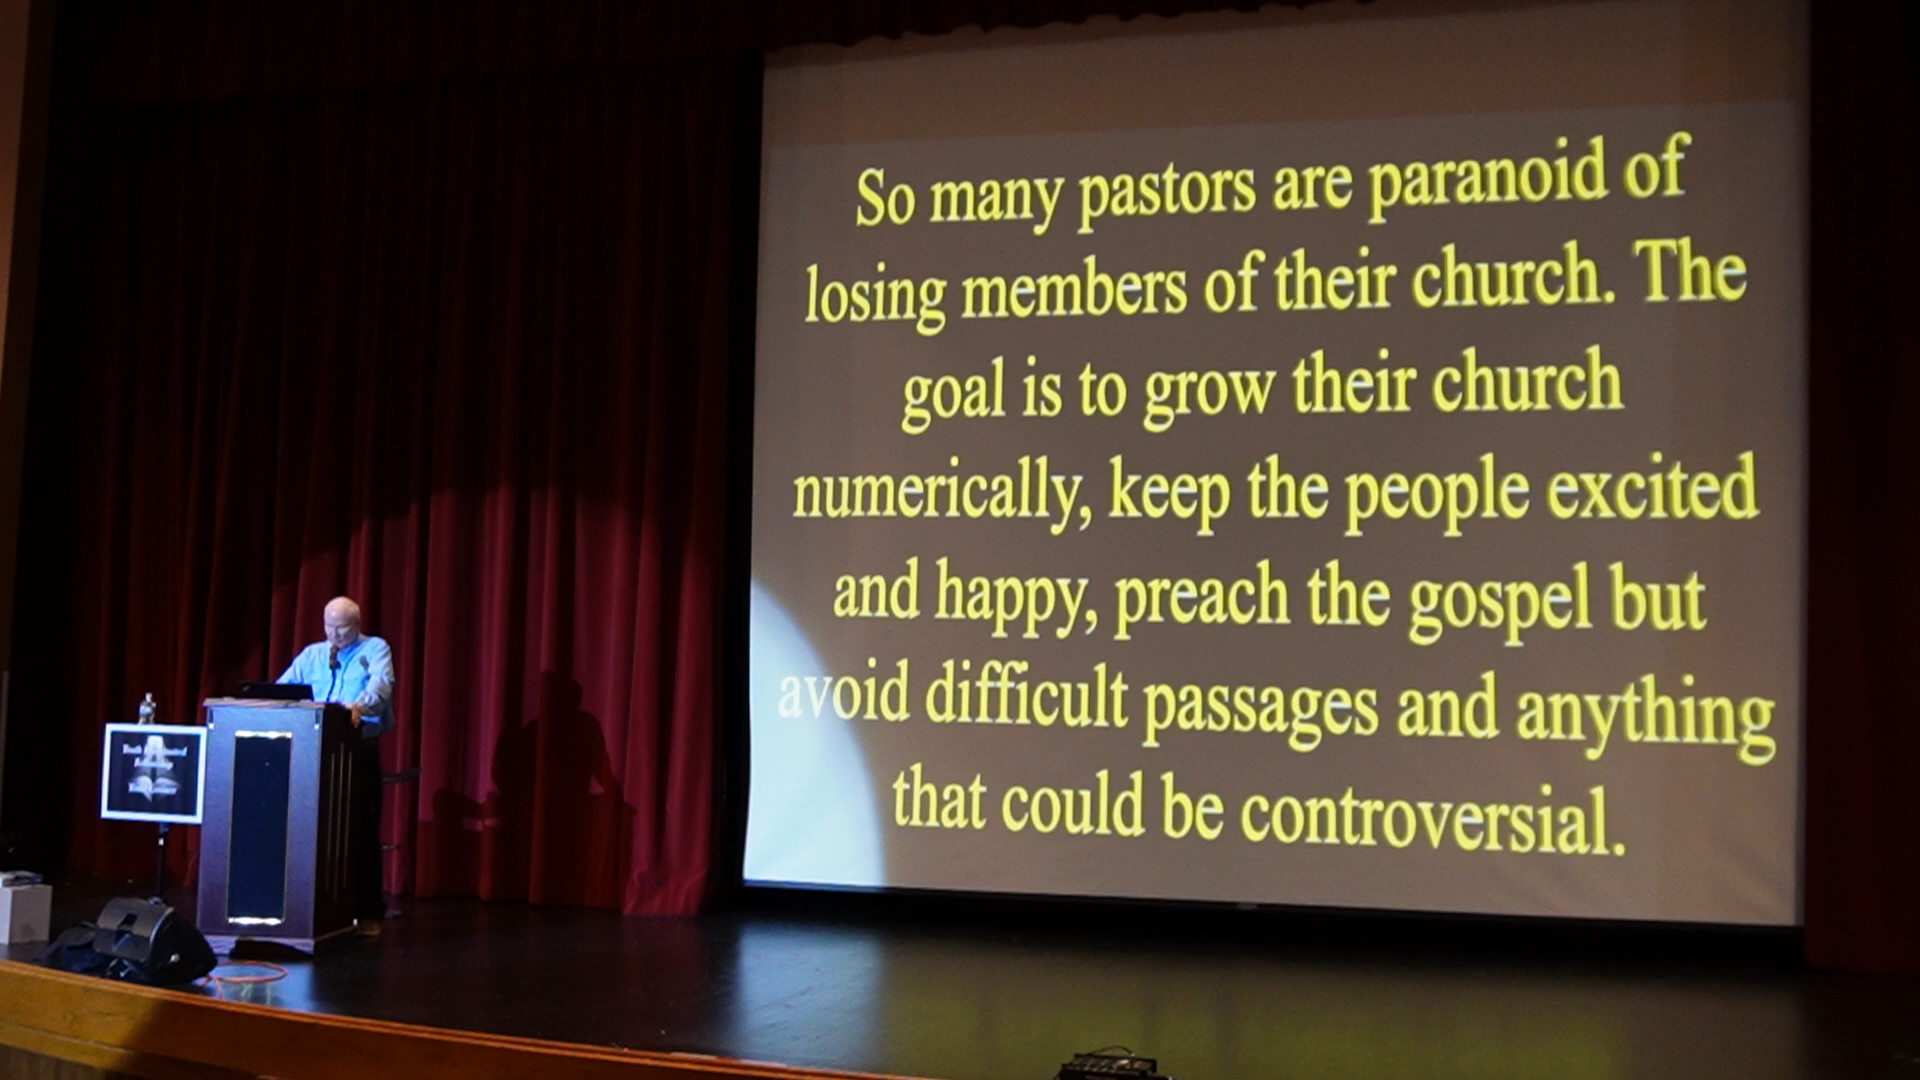 So many pastors are paranoid of
losing members of their church. The
goal is to grow their church
numerically, keep the people excited
and happy, preach the gospel but
avoid difficult passages and anything
that could be controversial.